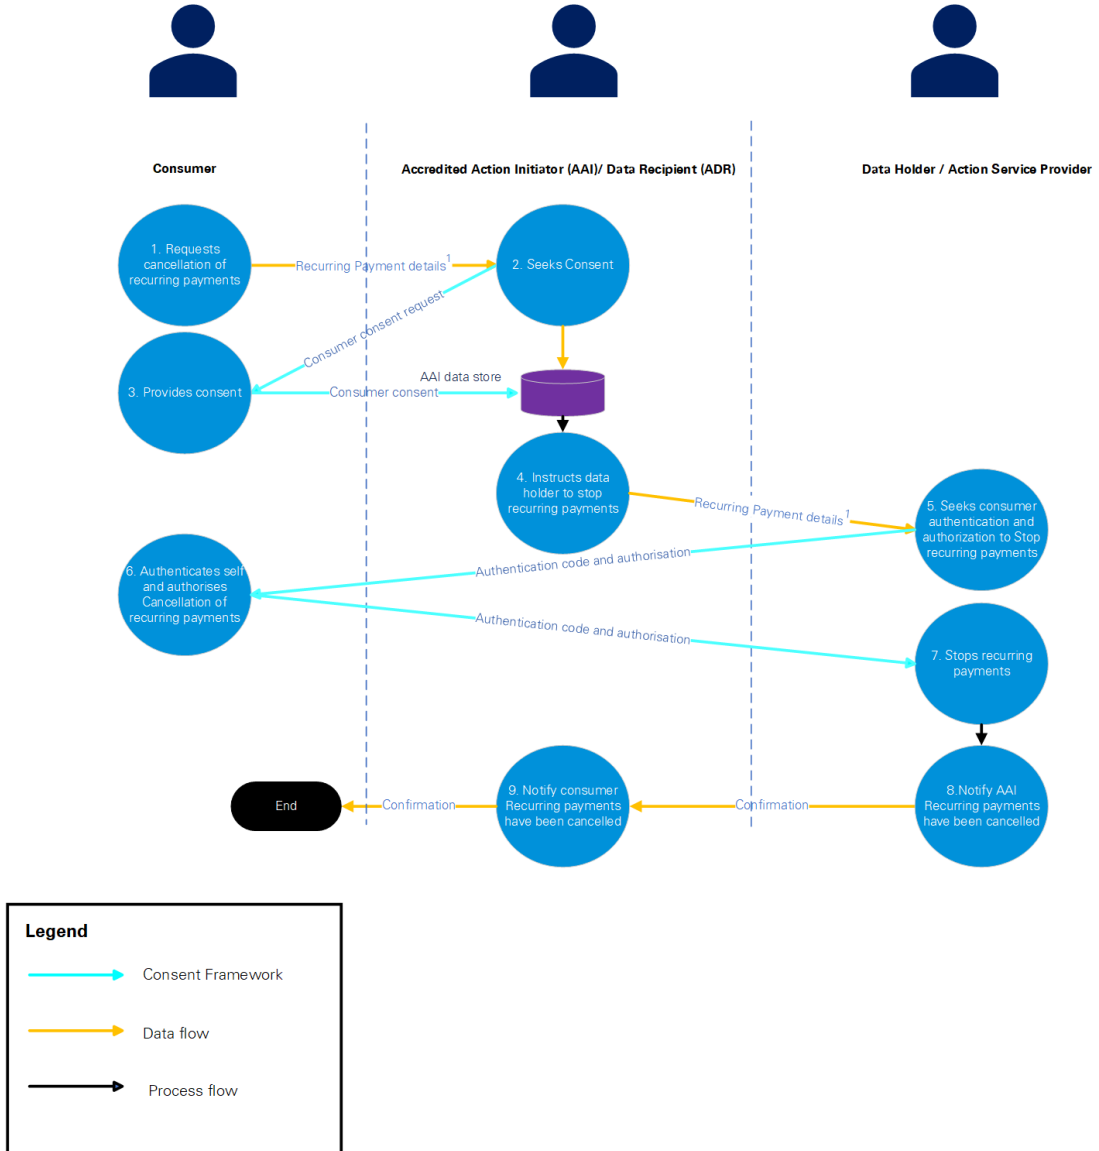 Consumer
Accredited Action Initiator (AAI)/ Data Recipient (ADR)
Data Holder / Action Service Provider
1. Requests
cancellation of
recurring payments
Recurring Payment details1
2. Seeks Consent
Consumer consent request
3. Provides consent
Consumer consent
AAI data store
4. Instructs data
holder to stop
recurring payments
Recurring Payment details1
5. Seeks consumer
authentication and
authorization to Stop
recurring payments
Authentication code and authorisation
6. Authenticates self
and authorises
Cancellation of
recurring payments
Authentication code and authorisation
7. Stops recurring
payments
8.Notify AAI
Recurring payments
have been cancelled
Confirmation
9. Notify consumer
Recurring payments
have been cancelled
Confirmation
End
Legend
Consent Framework
Data flow
Process flow